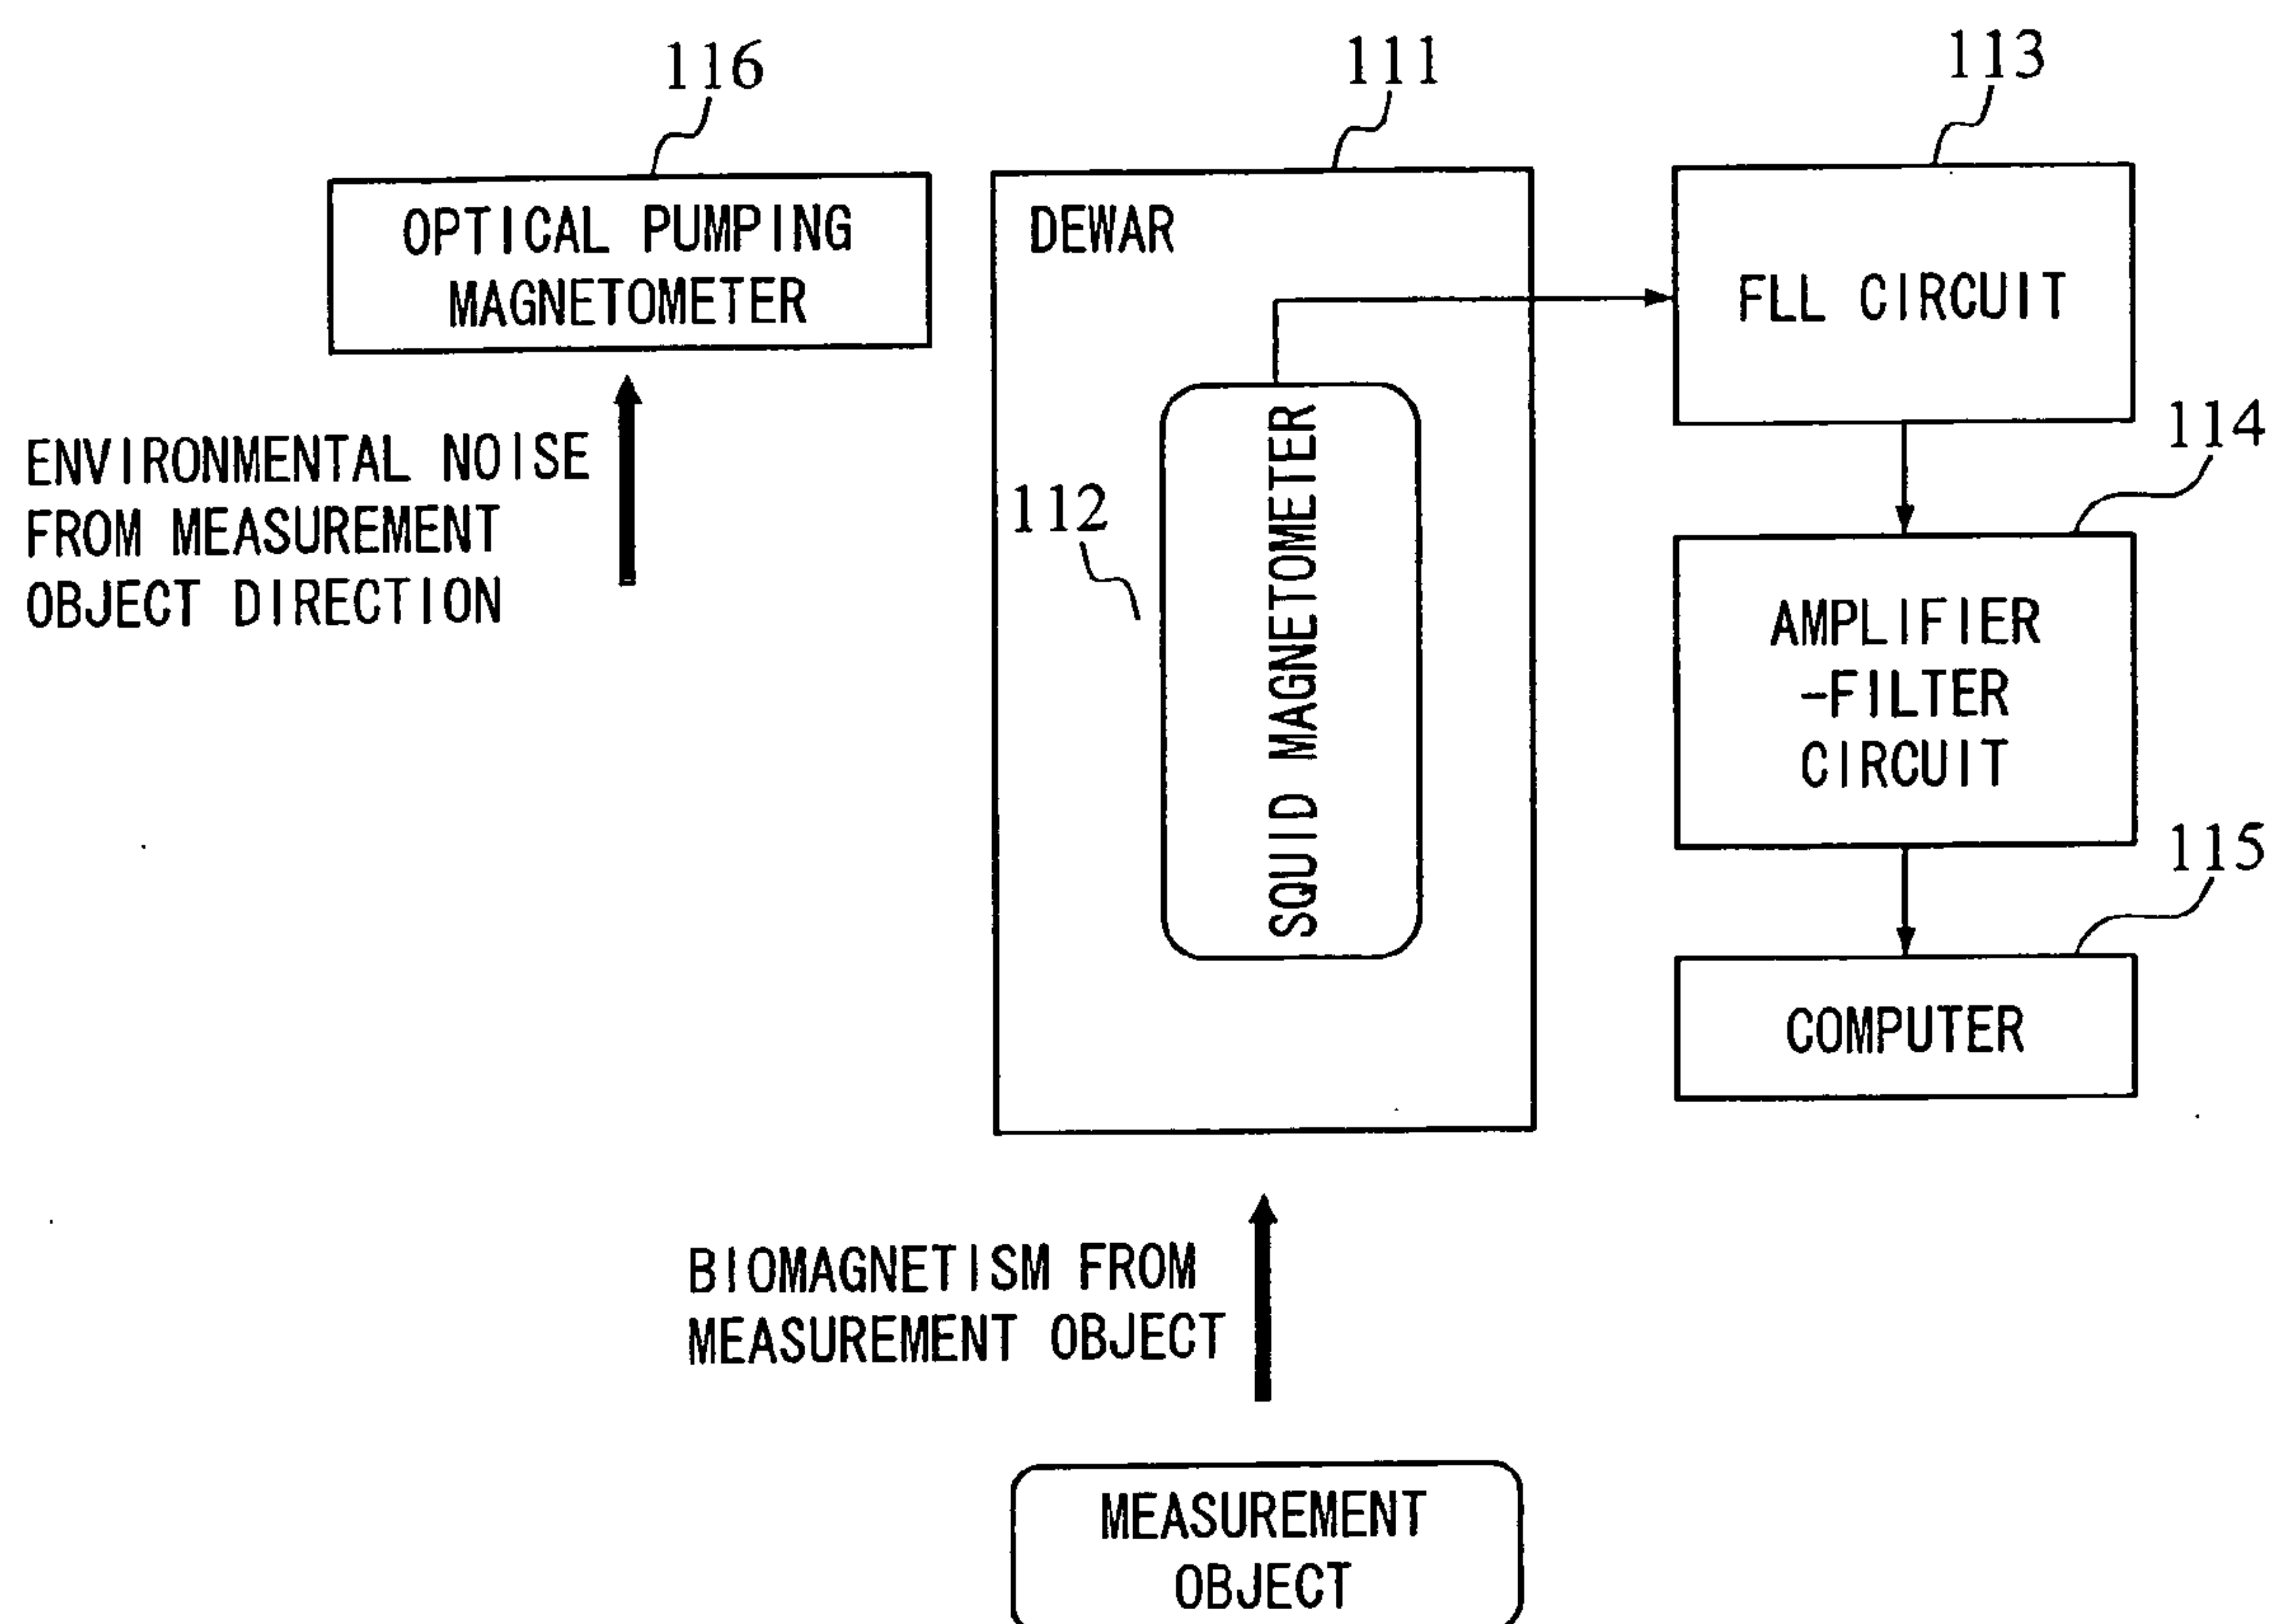 116
111
113
OPTICAL PUMPING
MAGNETOMETER
DEWAR
FLL CIRCUIT
ENVIRONMENTAL NOISE
FROM MEASUREMENT
OBJECT DIRECTION
112
SQUID MAGNETOMETER
114
AMPLIFIER
-FILTER
CIRCUIT
115
COMPUTER
BIOMAGNETISM FROM
MEASUREMENT OBJECT
MEASUREMENT
OBJECT